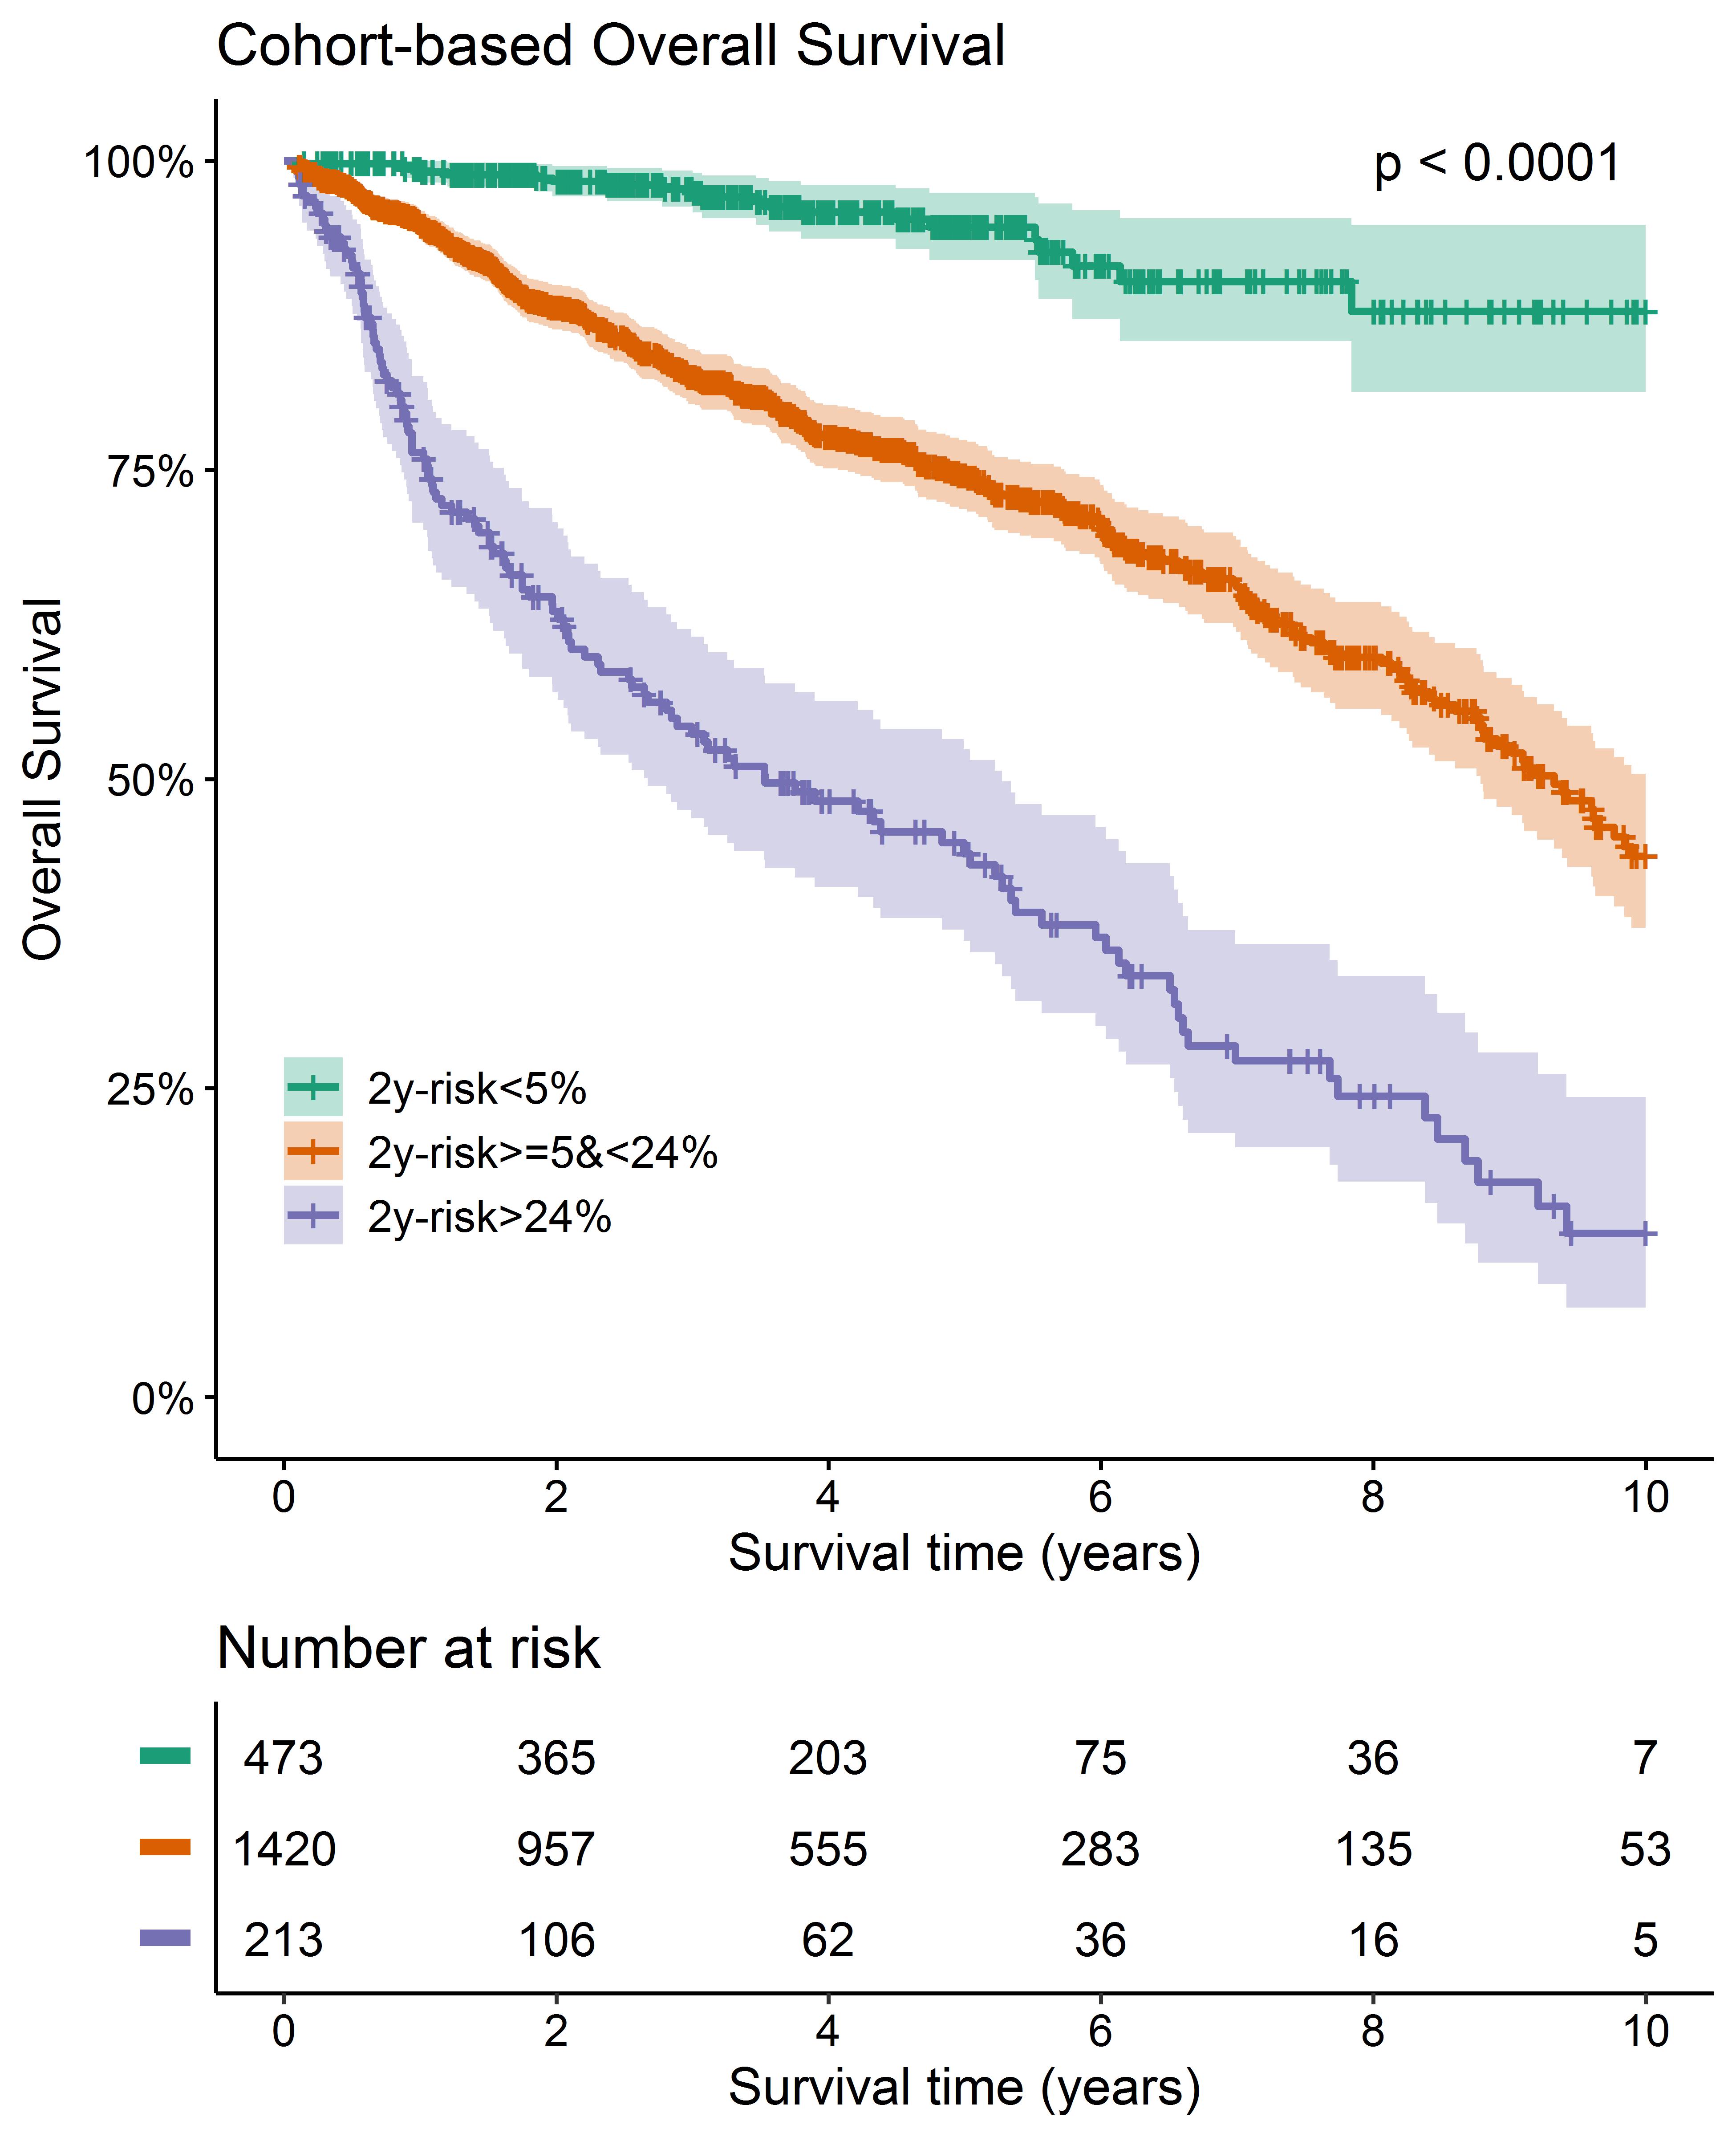 Cohort-based Overall Survival
p < 0.0001
100%
75%
50%
25%
0%
Overall Survival
2y-risk<5%
2y-risk>=5&<24%
2y-risk>24%
0 2 4 6 8 10
Survival time (years)
Number at risk
473 365 203 75 36 7
1420 957 555 283 135 53
213 106 62 36 16 5
0 2 4 6 8 10
Survival time (years)